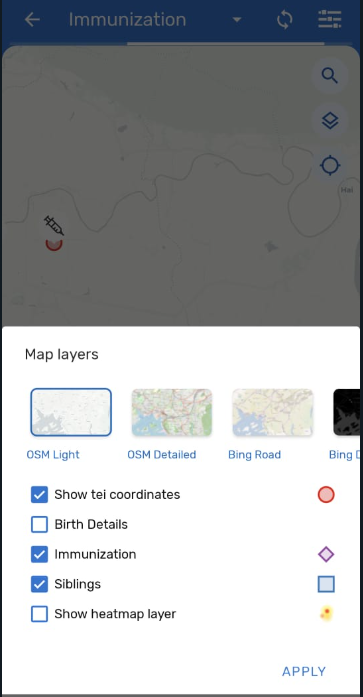 Immunization
Hai
Map layers
OSM Light
OSM Detailed
Bing Road
Bing D
Show tei coordinates
Birth Details
Immunization
Siblings
Show heatmap layer
APPLY